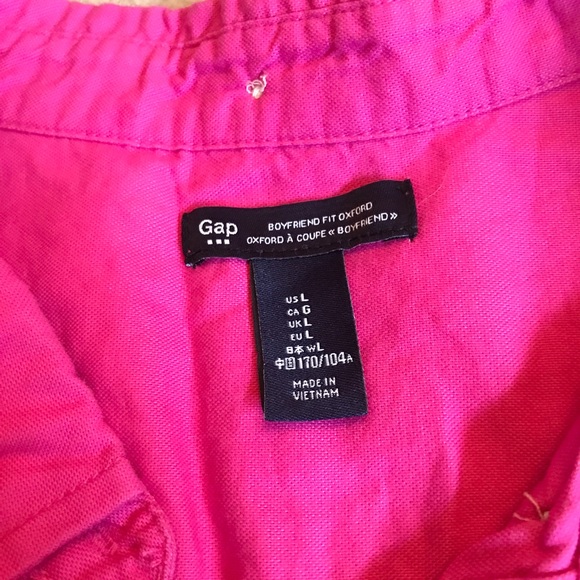 Gap
BOYFRIEND FIT OXFORD
OXFORD À COUPE « BOYFRIEND »
US L
CA G
UK L
EU L
日本 WL
中国 170/104A
MADE IN
VIETNAM